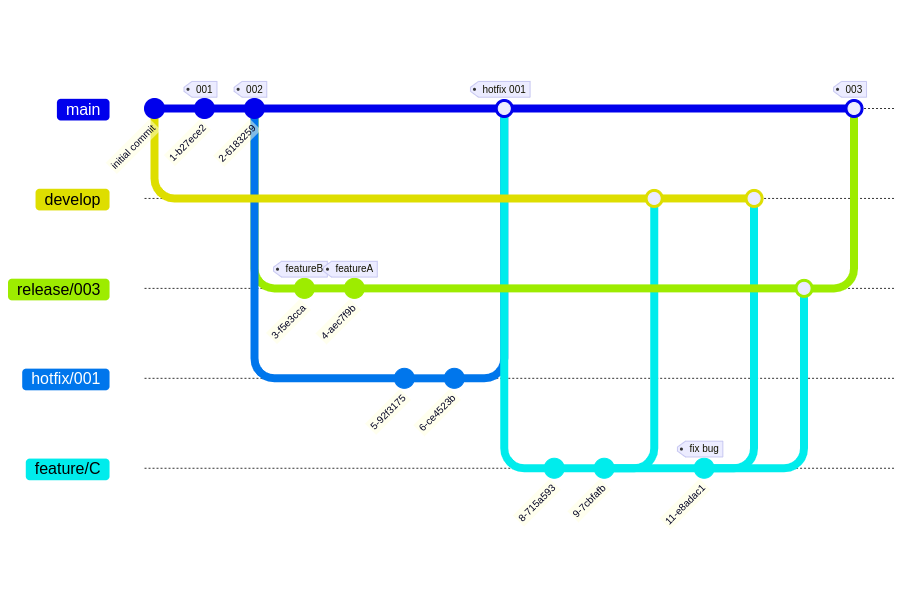 001
002
hotfix 001
003
main
initial commit
1-b27ece2
2-6183259
develop
featureB
featureA
release/003
3-f5e3cca
4-aec7f9b
hotfix/001
5-92f3175
6-ce4523b
fix bug
feature/C
8-715a593
9-7cbfafb
11-e8adac1